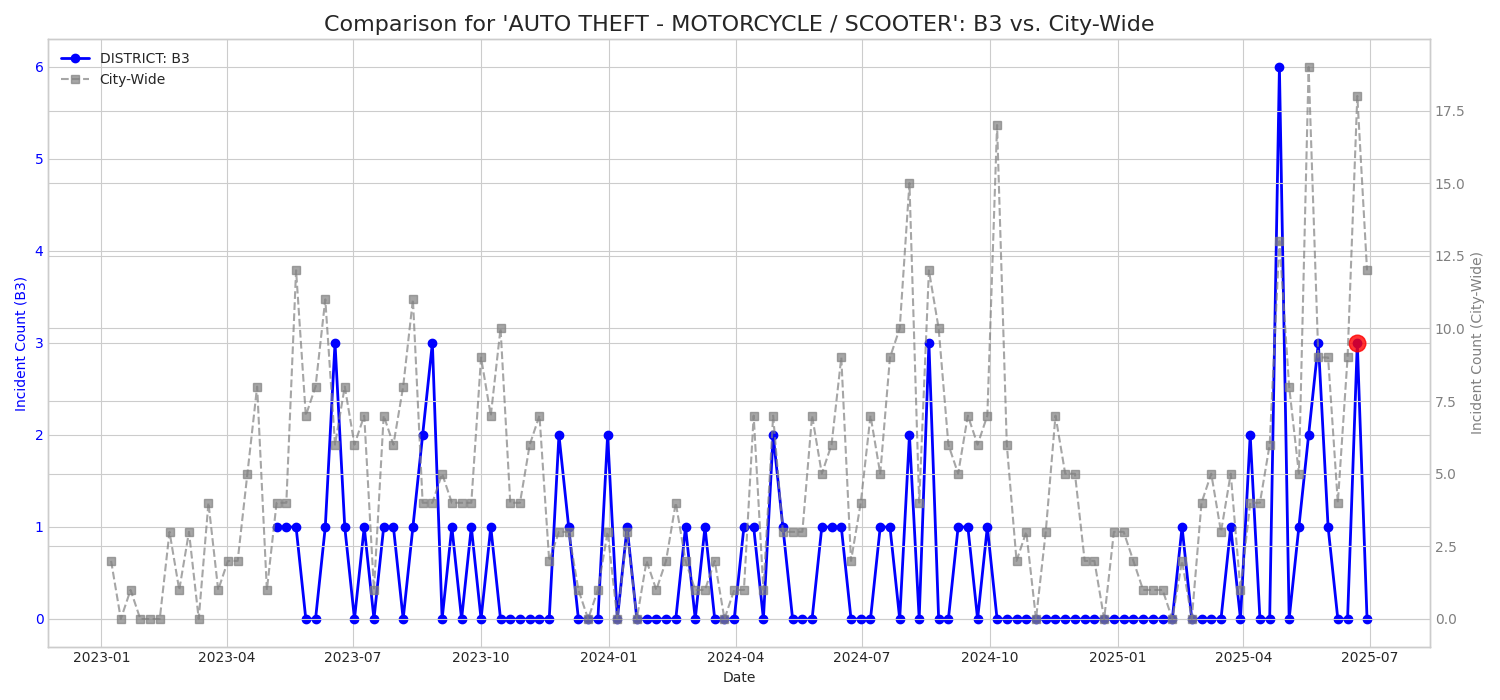 Comparison for 'AUTO THEFT - MOTORCYCLE / SCOOTER': B3 vs. City-Wide
DISTRICT: B3
City-Wide
6
5
4
3
2
1
0
Incident Count (B3)
17.5
15.0
12.5
10.0
7.5
5.0
2.5
0.0
Incident Count (City-Wide)
2023-01 2023-04 2023-07 2023-10 2024-01 2024-04 2024-07 2024-10 2025-01 2025-04 2025-07
Date